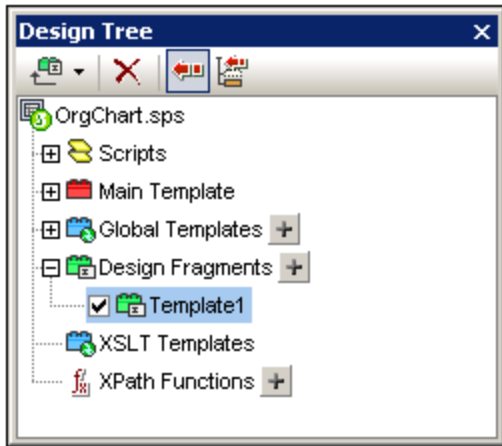 Design Tree
OrgChart.sps
Scripts
Main Template
Global Templates
Design Fragments
Template1
XSLT Templates
XPath Functions